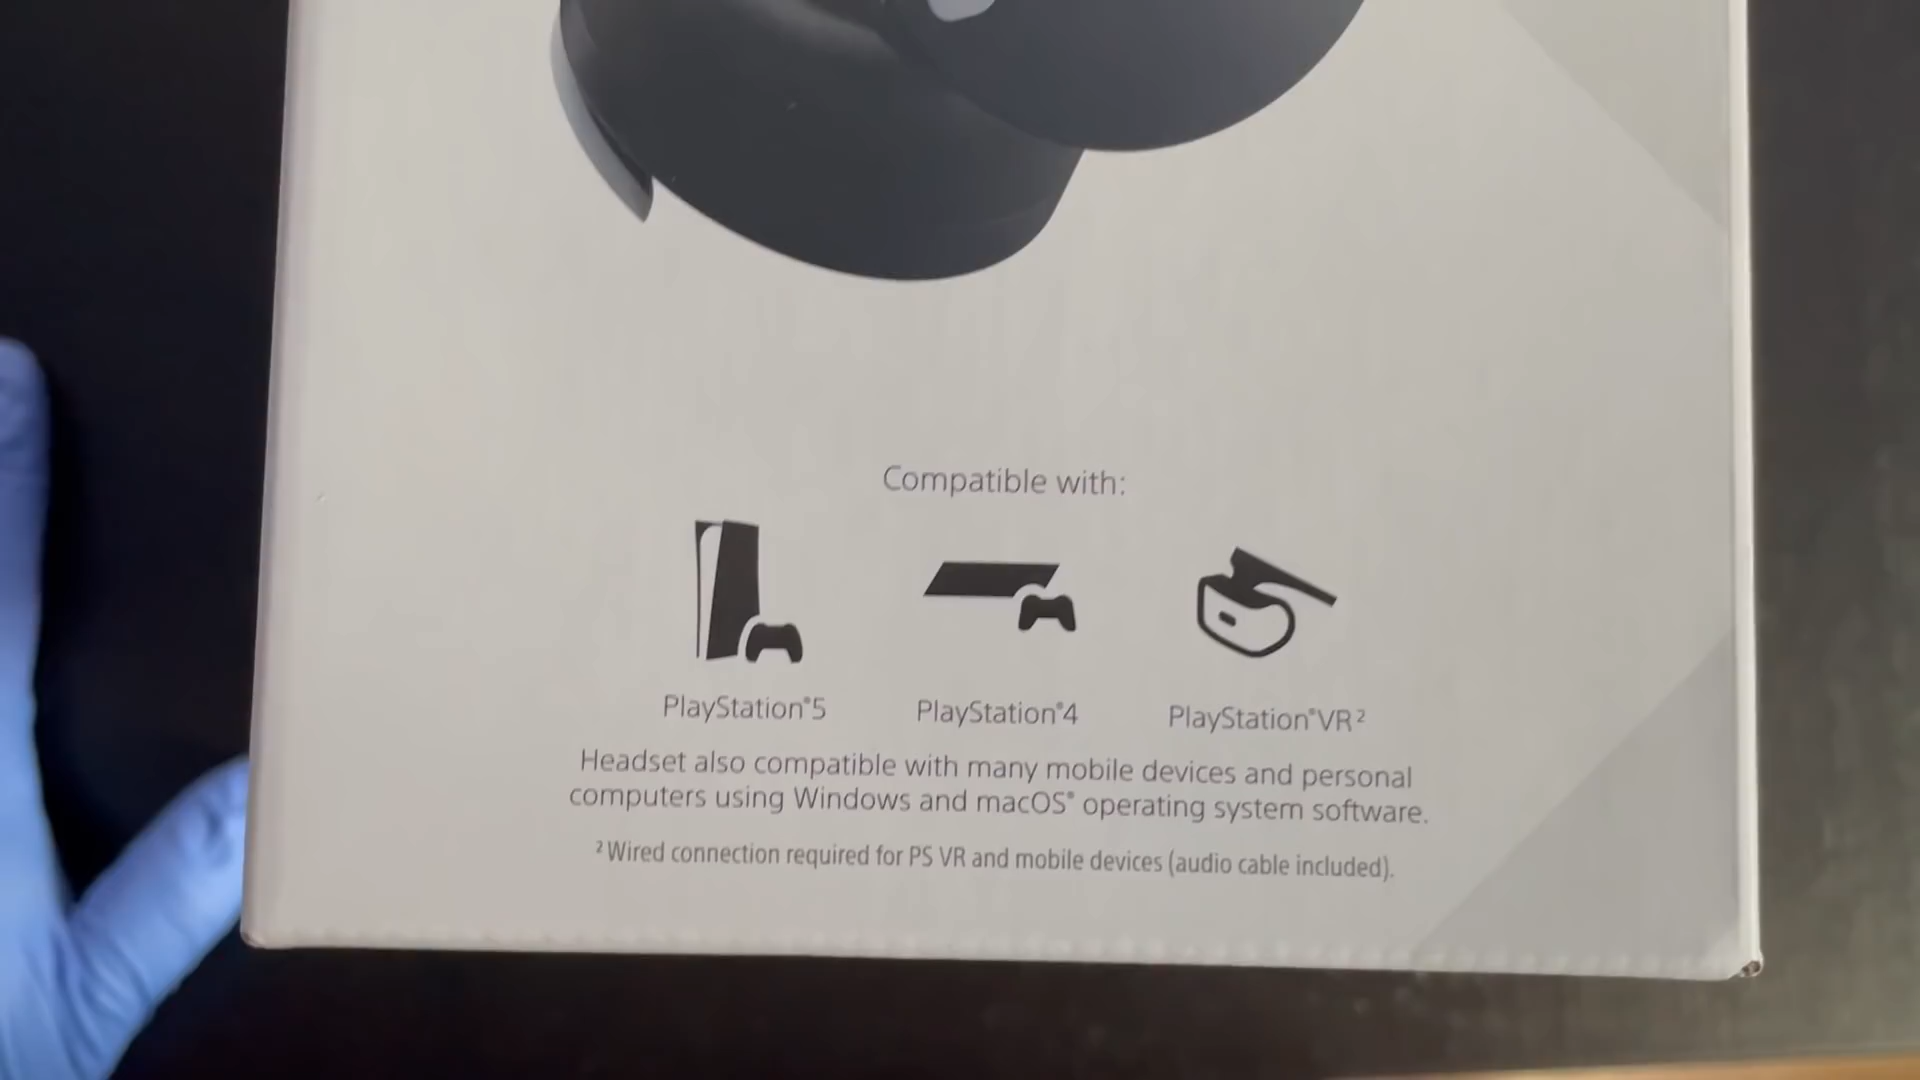 Compatible with:
PlayStation®5
PlayStation®4
PlayStation®VR²
Headset also compatible with many mobile devices and personal
computers using Windows and macOS® operating system software.
² Wired connection required for PS VR and mobile devices (audio cable included).